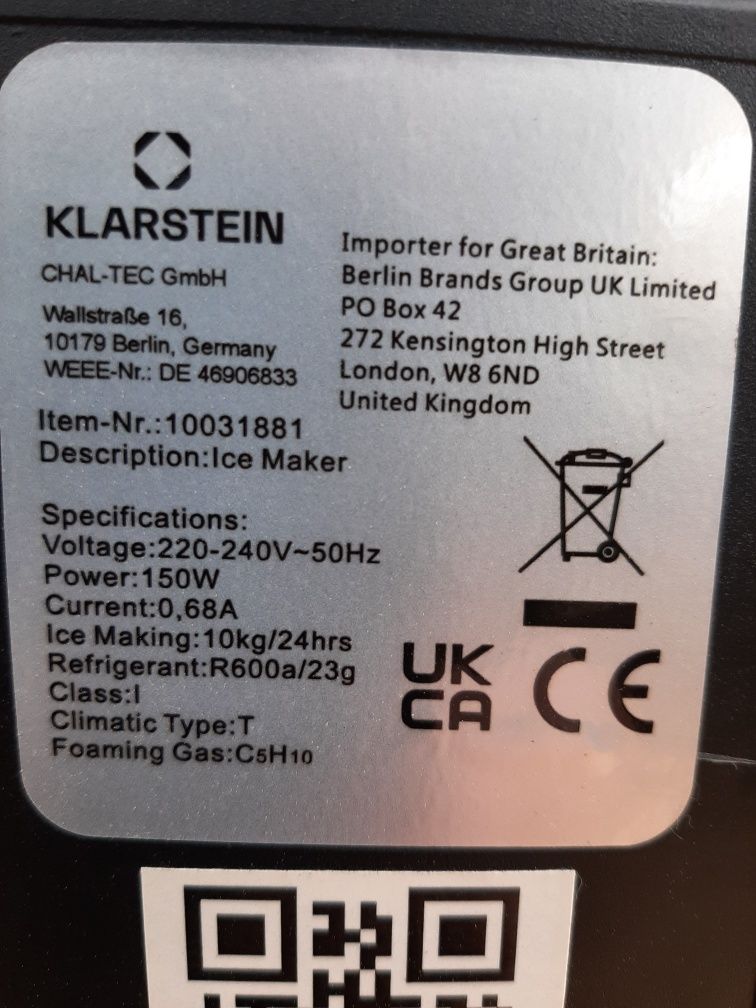 KLARSTEIN
CHAL-TEC GmbH
Wallstraße 16,
10179 Berlin, Germany
WEEE-Nr.: DE 46906833
Importer for Great Britain:
Berlin Brands Group UK Limited
PO Box 42
272 Kensington High Street
London, W8 6ND
United Kingdom
Item-Nr.:10031881
Description:Ice Maker
Specifications:
Voltage:220-240V~50Hz
Power:150W
Current:0,68A
Ice Making:10kg/24hrs
Refrigerant:R600a/23g
Class:I
Climatic Type:T
Foaming Gas:C5H10
UK
CA
CE